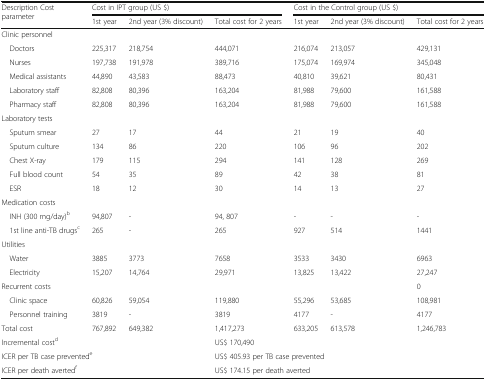 Description Cost parameter Cost in IPT group (US $) Cost in the Control group (US $)
1st year 2nd year (3% discount) Total cost for 2 years 1st year 2nd year (3% discount) Total cost for 2 years
Clinic personnel
Doctors 225,317 218,754 444,071 216,074 213,057 429,131
Nurses 197,738 191,978 389,716 175,074 169,974 345,048
Medical assistants 44,890 43,583 88,473 40,810 39,621 80,431
Laboratory staff 82,808 80,396 163,204 81,988 79,600 161,588
Pharmacy staff 82,808 80,396 163,204 81,988 79,600 161,588
Laboratory tests
Sputum smear 27 17 44 21 19 40
Sputum culture 134 86 220 106 96 202
Chest X-ray 179 115 294 141 128 269
Full blood count 54 35 89 42 38 81
ESR 18 12 30 14 13 27
Medication costs
INH (300 mg/day)b 94,807 - 94, 807 - - -
1st line anti-TB drugsc 265 - 265 927 514 1441
Utilities
Water 3885 3773 7658 3533 3430 6963
Electricity 15,207 14,764 29,971 13,825 13,422 27,247
Recurrent costs 0
Clinic space 60,826 59,054 119,880 55,296 53,685 108,981
Personnel training 3819 - 3819 4177 - 4177
Total cost 767,892 649,382 1,417,273 633,205 613,578 1,246,783
Incremental costd US$ 170,490
ICER per TB case preventede US$ 405.93 per TB case prevented
ICER per death avertedf US$ 174.15 per death averted